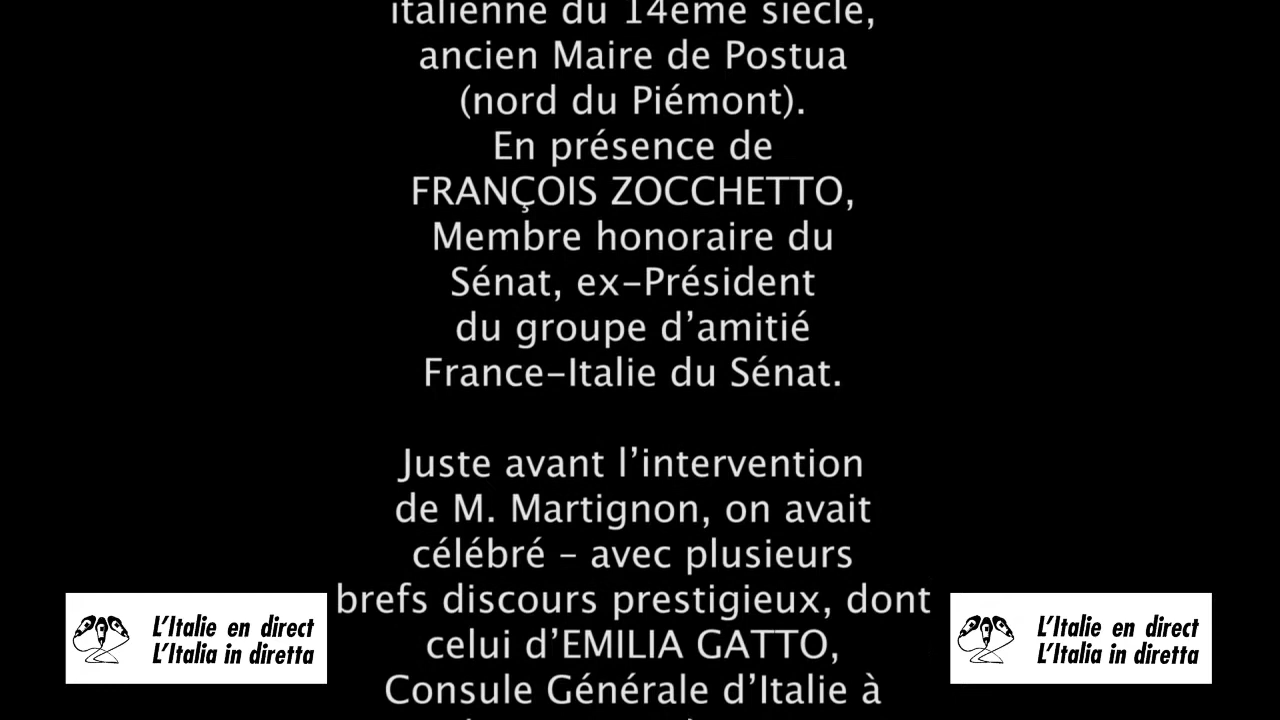 italienne du 14ème siècle,
ancien Maire de Postua
(nord du Piémont).
En présence de
FRANÇOIS ZOCCHETTO,
Membre honoraire du
Sénat, ex-Président
du groupe d’amitié
France-Italie du Sénat.
Juste avant l’intervention
de M. Martignon, on avait
célébré – avec plusieurs
brefs discours prestigieux, dont
celui d’EMILIA GATTO,
Consule Générale d’Italie à
L’Italie en direct
L’Italia in diretta
L’Italie en direct
L’Italia in diretta